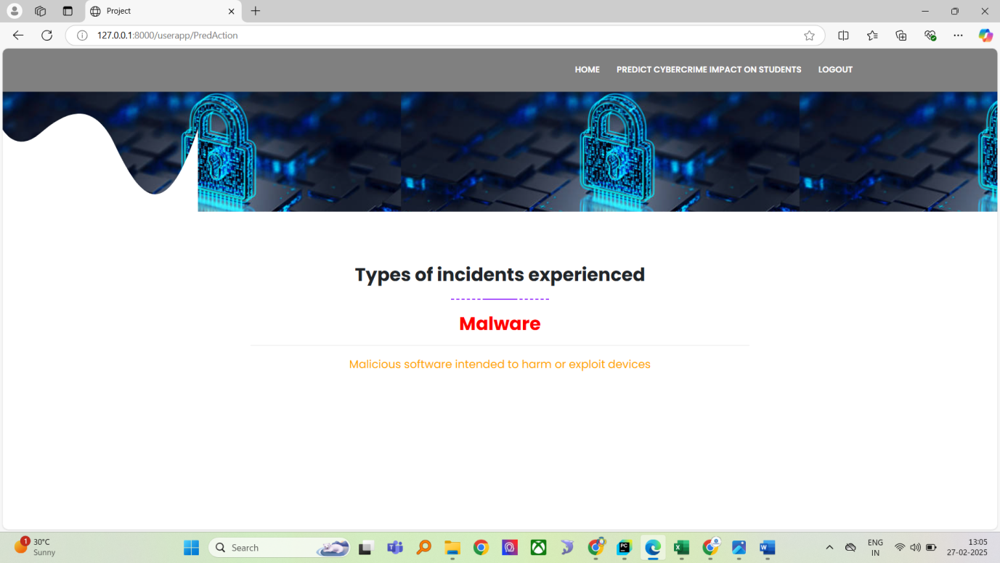 Project
127.0.0.1:8000/userapp/PredAction
HOME PREDICT CYBERCRIME IMPACT ON STUDENTS LOGOUT
Types of incidents experienced
Malware
Malicious software intended to harm or exploit devices
1
30°C
Sunny
Search
PC
ENG
IN
13:05
27-02-2025